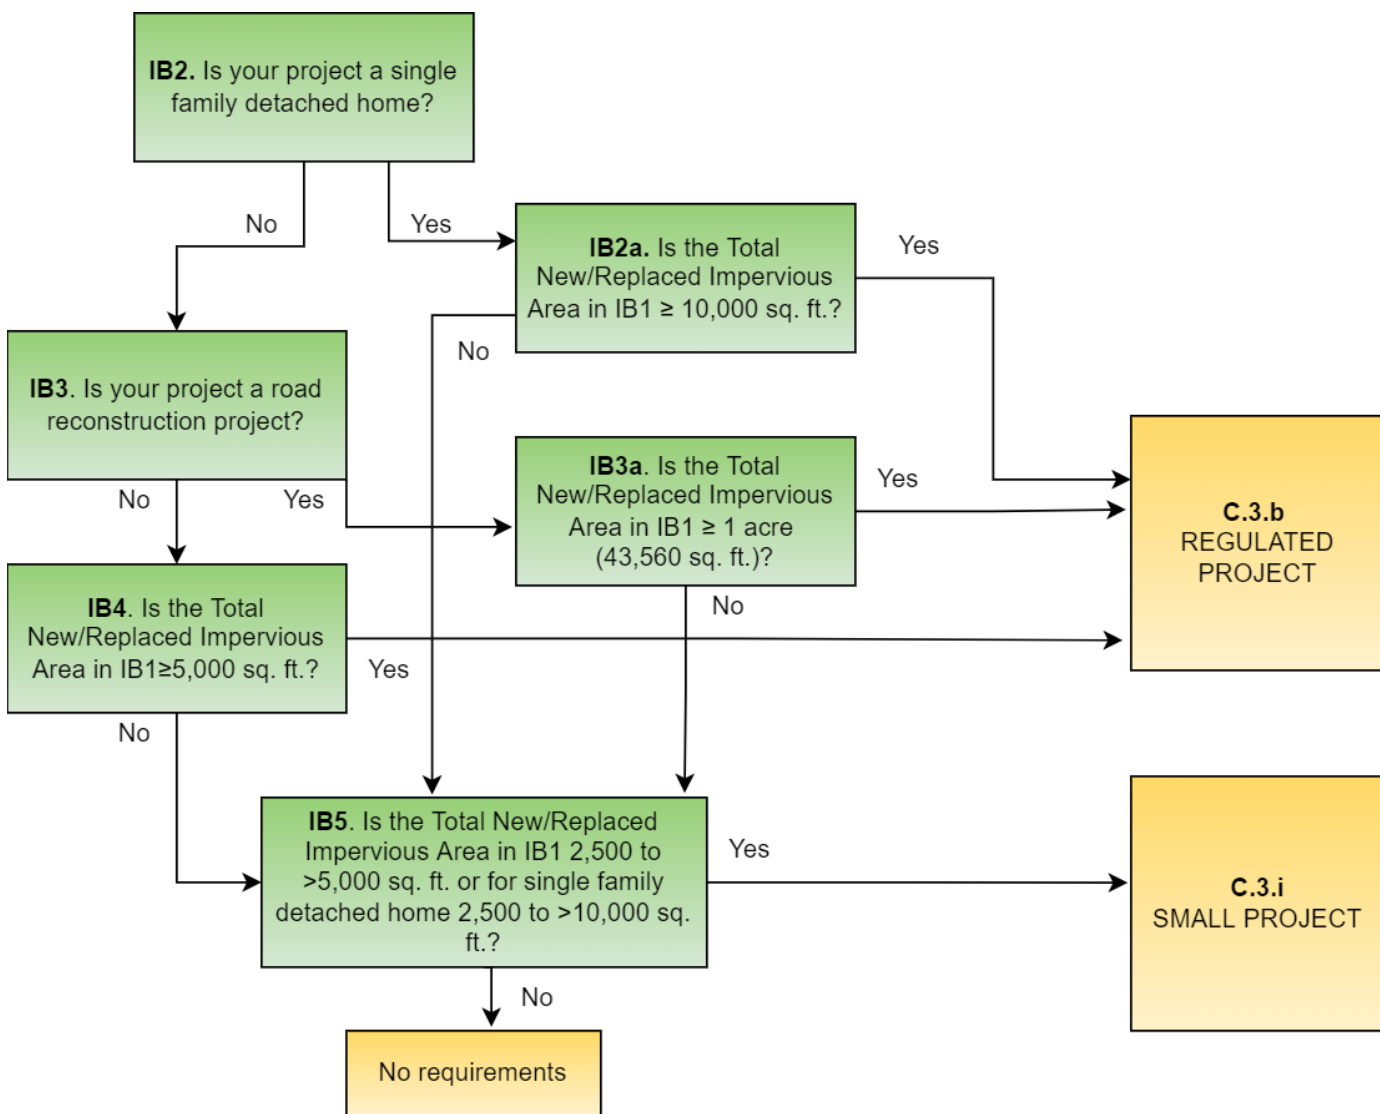 IB2. Is your project a single
family detached home?
No
Yes
IB2a. Is the Total
New/Replaced Impervious
Area in IB1 ≥ 10,000 sq. ft.?
Yes
No
IB3. Is your project a road
reconstruction project?
No
Yes
IB3a. Is the Total
New/Replaced Impervious
Area in IB1 ≥ 1 acre
(43,560 sq. ft.)?
Yes
No
C.3.b
REGULATED
PROJECT
IB4. Is the Total
New/Replaced Impervious
Area in IB1≥5,000 sq. ft.?
Yes
No
IB5. Is the Total New/Replaced
Impervious Area in IB1 2,500 to
>5,000 sq. ft. or for single family
detached home 2,500 to >10,000 sq.
ft.?
Yes
No
C.3.i
SMALL PROJECT
No requirements